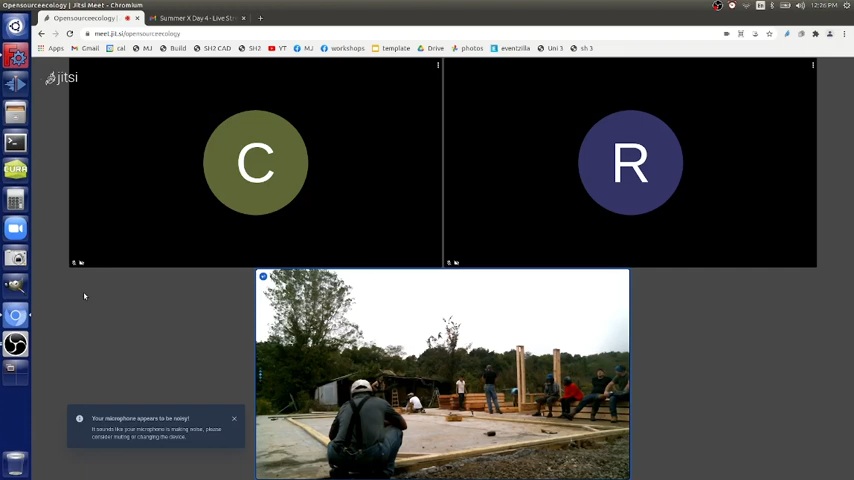 Opensourceecology | Jitsi Meet - Chromium
12:26 PM
Opensourceecology | Jitsi Meet
Summer X Day 4 - Live St
meet.jit.si/opensourceecology
Apps
Gmail
cal
MJ
Build
SH2 CAD
SH2
YT
MJ
workshops
template
Drive
photos
eventzilla
Uni 3
sh 3
jitsi
C
R
CURA
Your microphone appears to be noisy!
It sounds like your microphone is making noise, please
consider muting or changing the device.